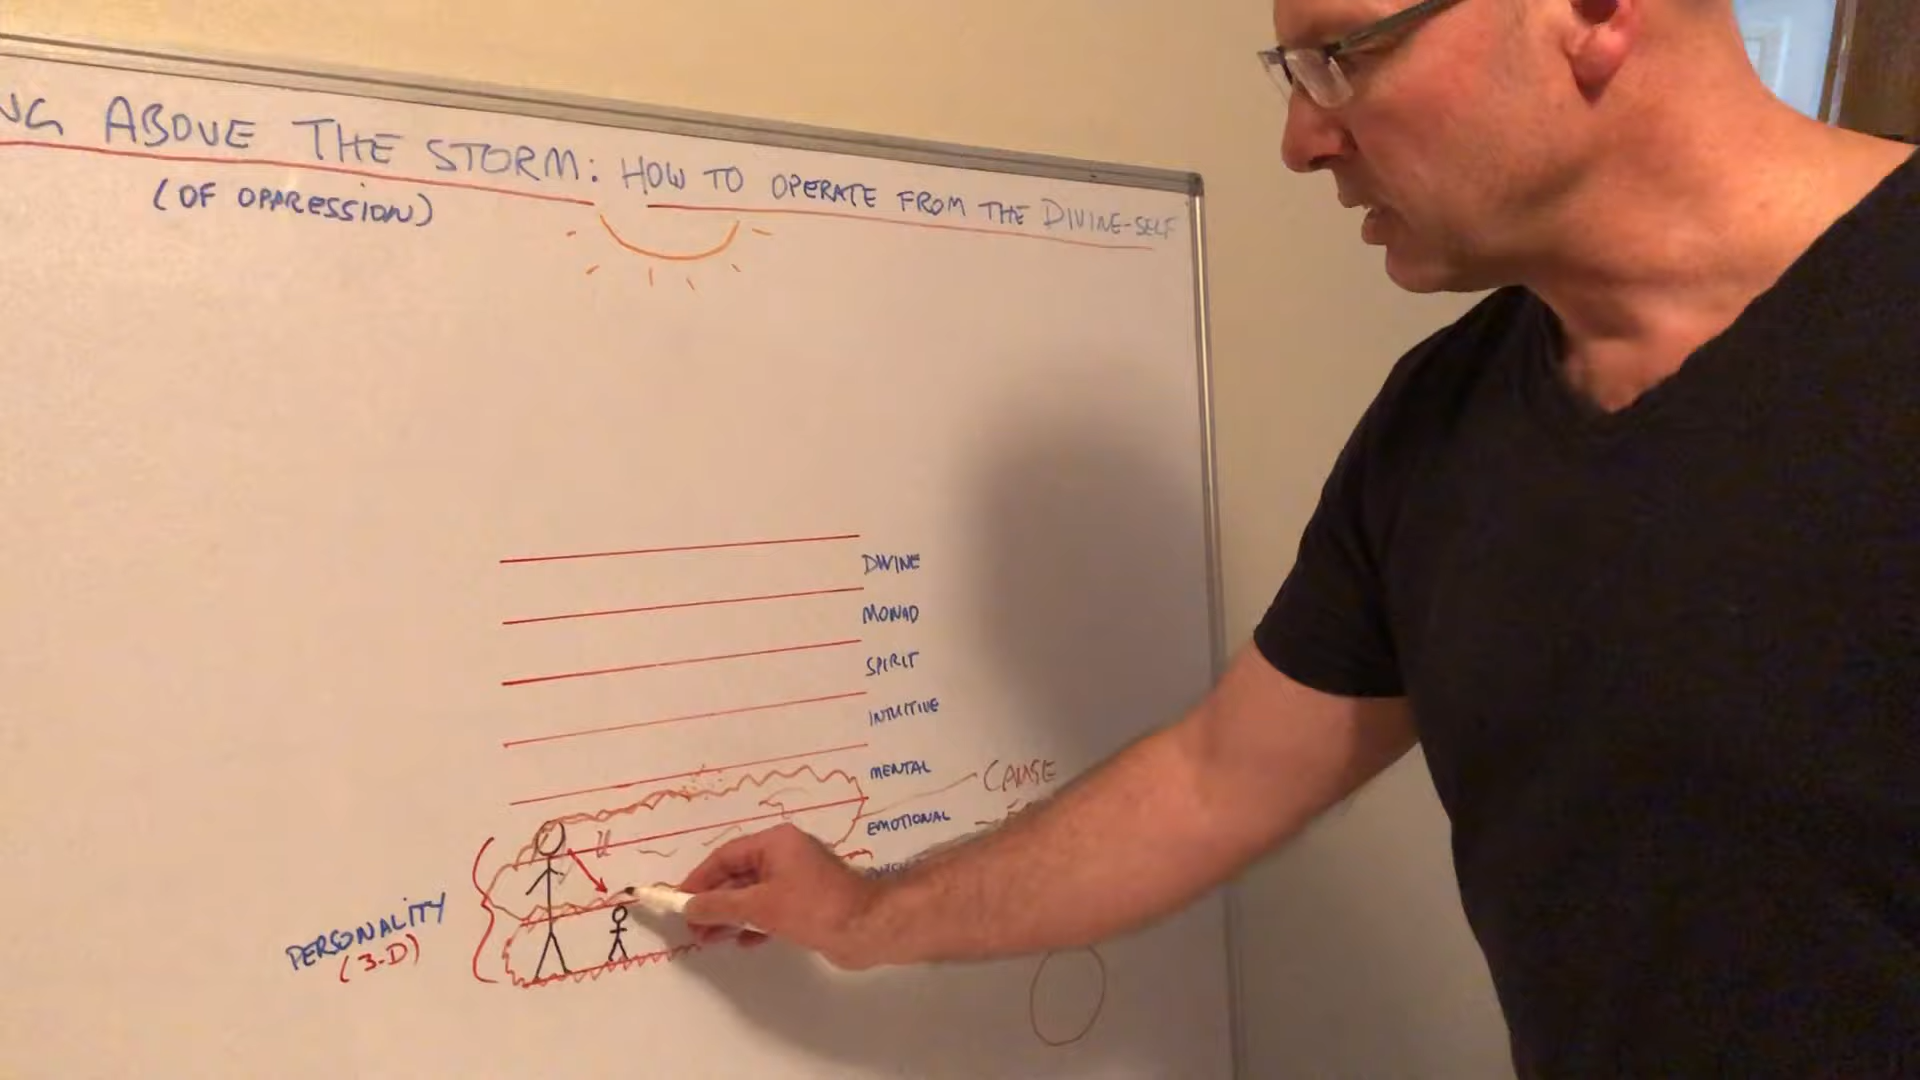 NG ABOVE THE STORM: HOW TO OPERATE FROM THE DIVINE-SELF
(OF OPPRESSION)
DIVINE
MONAD
SPIRIT
INTUITIVE
MENTAL
CAUSE
EMOTIONAL
PERSONALITY
(3-D)